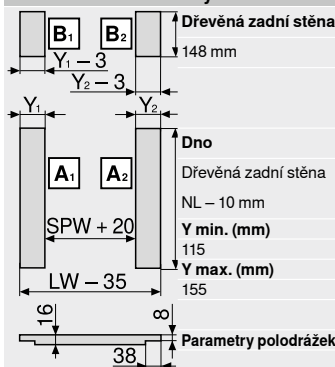 B₁
B₂
Dřevěná zadní stěna
148 mm
Y₁ – 3
Y₂ – 3
Y₁
Y₂
Dno
A₁
A₂
Dřevěná zadní stěna
NL – 10 mm
SPW + 20
Y min. (mm)
115
Y max. (mm)
LW – 35
155
16
8
Parametry polodrážek
38